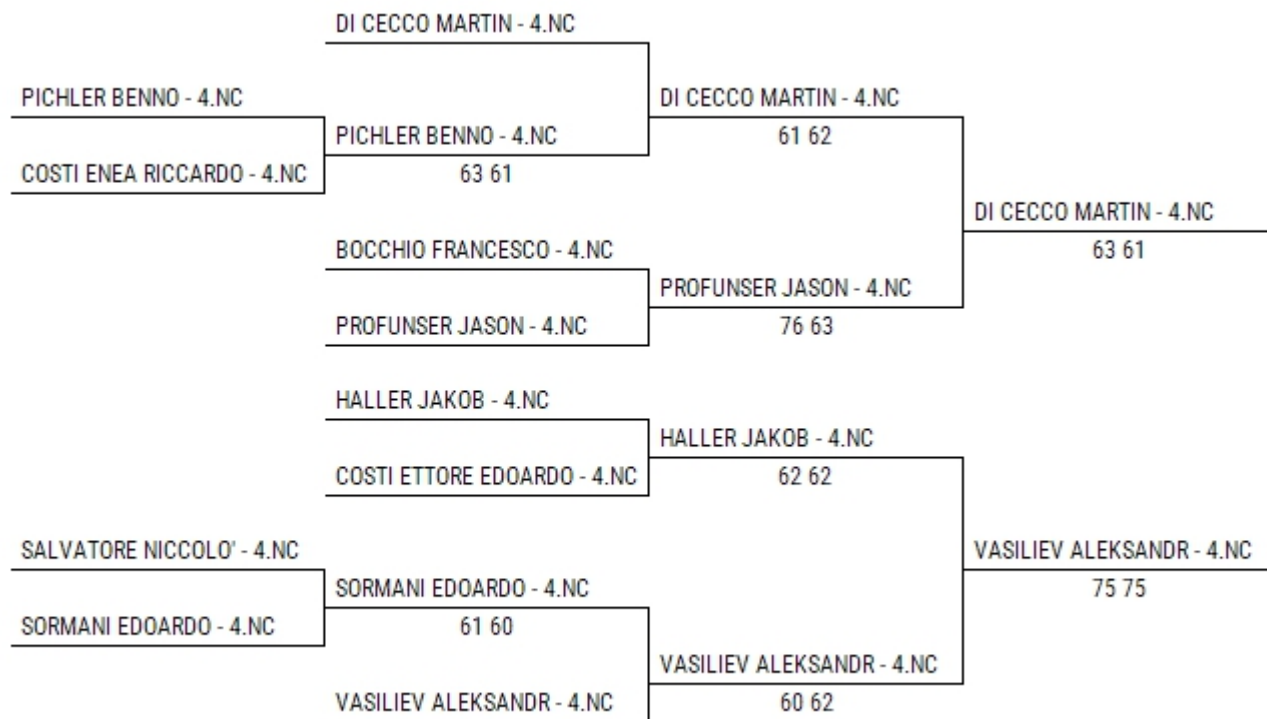 DI CECCO MARTIN - 4.NC
PICHLER BENNO - 4.NC
DI CECCO MARTIN - 4.NC
PICHLER BENNO - 4.NC
61 62
COSTI ENEA RICCARDO - 4.NC
63 61
DI CECCO MARTIN - 4.NC
BOCCHIO FRANCESCO - 4.NC
63 61
PROFUNSER JASON - 4.NC
PROFUNSER JASON - 4.NC
76 63
HALLER JAKOB - 4.NC
HALLER JAKOB - 4.NC
COSTI ETTORE EDOARDO - 4.NC
62 62
SALVATORE NICCOLO' - 4.NC
VASILIEV ALEKSANDR - 4.NC
SORMANI EDOARDO - 4.NC
75 75
SORMANI EDOARDO - 4.NC
61 60
VASILIEV ALEKSANDR - 4.NC
VASILIEV ALEKSANDR - 4.NC
60 62